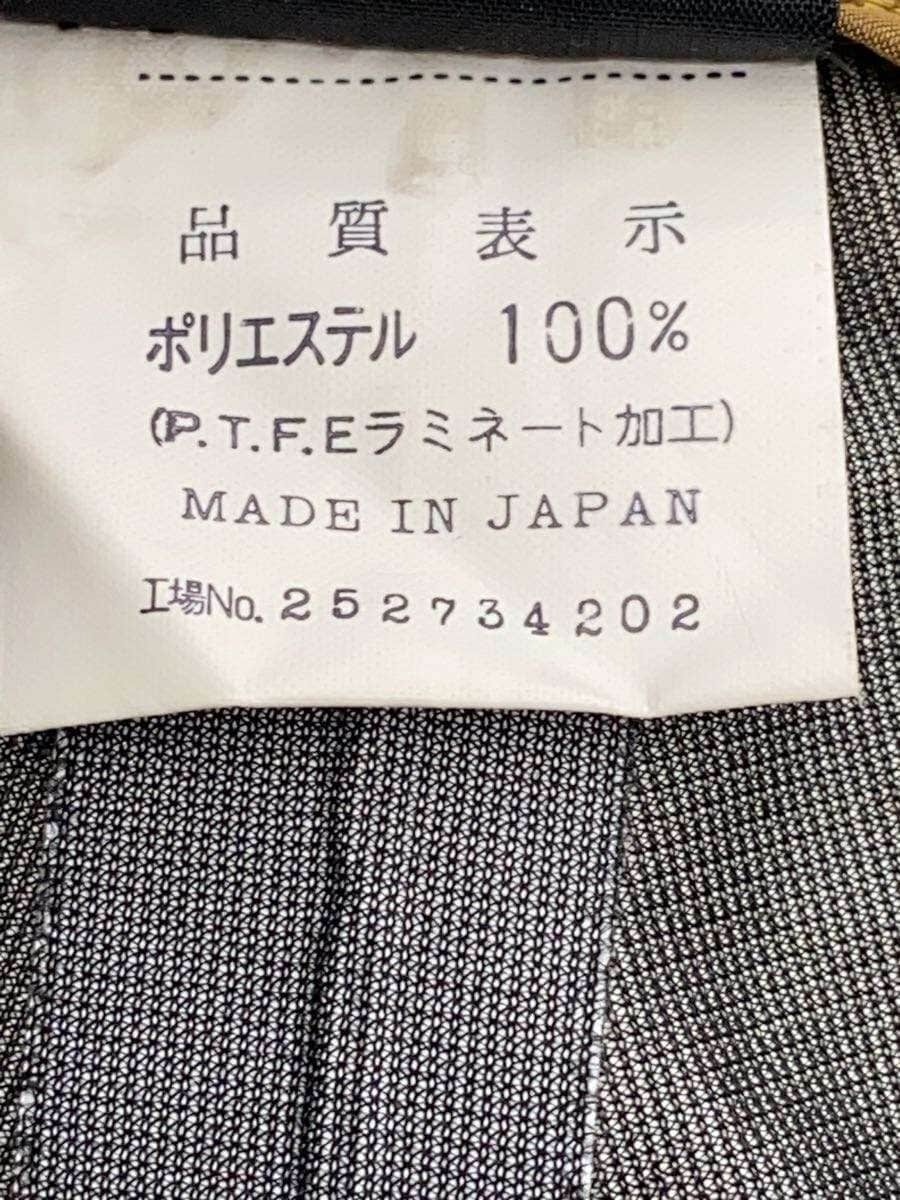 品質表示
ポリエステル 100%
(P.T.F.Eラミネート加工)
MADE IN JAPAN
工場No. 252734202